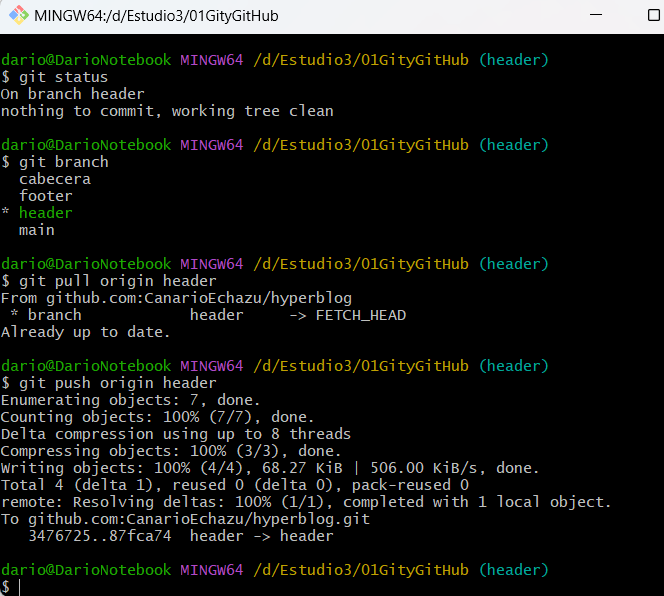 MINGW64:/d/Estudio3/01GityGitHub
dario@DarioNotebook MINGW64 /d/Estudio3/01GityGitHub (header)
$ git status
On branch header
nothing to commit, working tree clean
dario@DarioNotebook MINGW64 /d/Estudio3/01GityGitHub (header)
$ git branch
  cabecera
  footer
* header
  main
dario@DarioNotebook MINGW64 /d/Estudio3/01GityGitHub (header)
$ git pull origin header
From github.com:CanarioEchazu/hyperblog
 * branch            header     -> FETCH_HEAD
Already up to date.
dario@DarioNotebook MINGW64 /d/Estudio3/01GityGitHub (header)
$ git push origin header
Enumerating objects: 7, done.
Counting objects: 100% (7/7), done.
Delta compression using up to 8 threads
Compressing objects: 100% (3/3), done.
Writing objects: 100% (4/4), 68.27 KiB | 506.00 KiB/s, done.
Total 4 (delta 1), reused 0 (delta 0), pack-reused 0
remote: Resolving deltas: 100% (1/1), completed with 1 local object.
To github.com:CanarioEchazu/hyperblog.git
   3476725..87fca74  header -> header
dario@DarioNotebook MINGW64 /d/Estudio3/01GityGitHub (header)
$